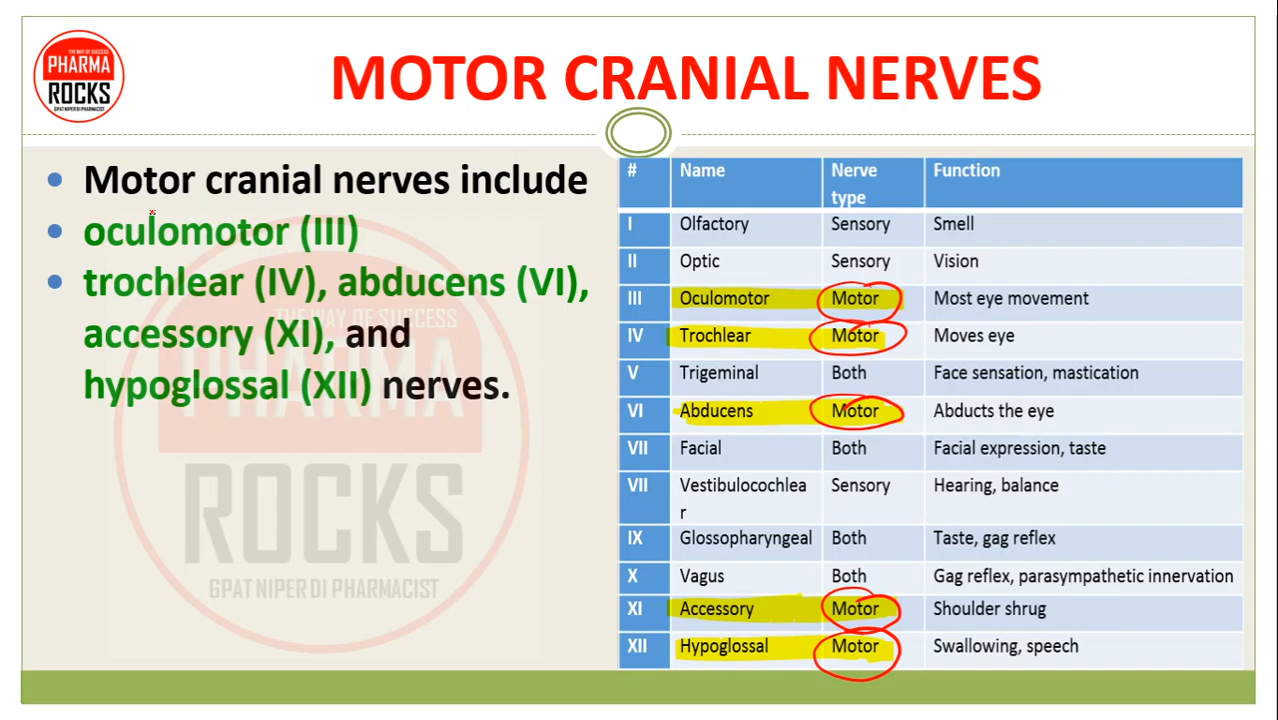 THE WAY OF SUCCESS
PHARMA
ROCKS
GPAT NIPER DI PHARMACIST
MOTOR CRANIAL NERVES
• Motor cranial nerves include
• oculomotor (III)
• trochlear (IV), abducens (VI),
accessory (XI), and
hypoglossal (XII) nerves.
THE WAY OF SUCCESS
PHARMA
ROCKS
GPAT NIPER DI PHARMACIST
# Name Nerve type Function
I Olfactory Sensory Smell
II Optic Sensory Vision
III Oculomotor Motor Most eye movement
IV Trochlear Motor Moves eye
V Trigeminal Both Face sensation, mastication
VI Abducens Motor Abducts the eye
VII Facial Both Facial expression, taste
VII Vestibulocochlea Sensory Hearing, balance
r
IX Glossopharyngeal Both Taste, gag reflex
X Vagus Both Gag reflex, parasympathetic innervation
XI Accessory Motor Shoulder shrug
XII Hypoglossal Motor Swallowing, speech